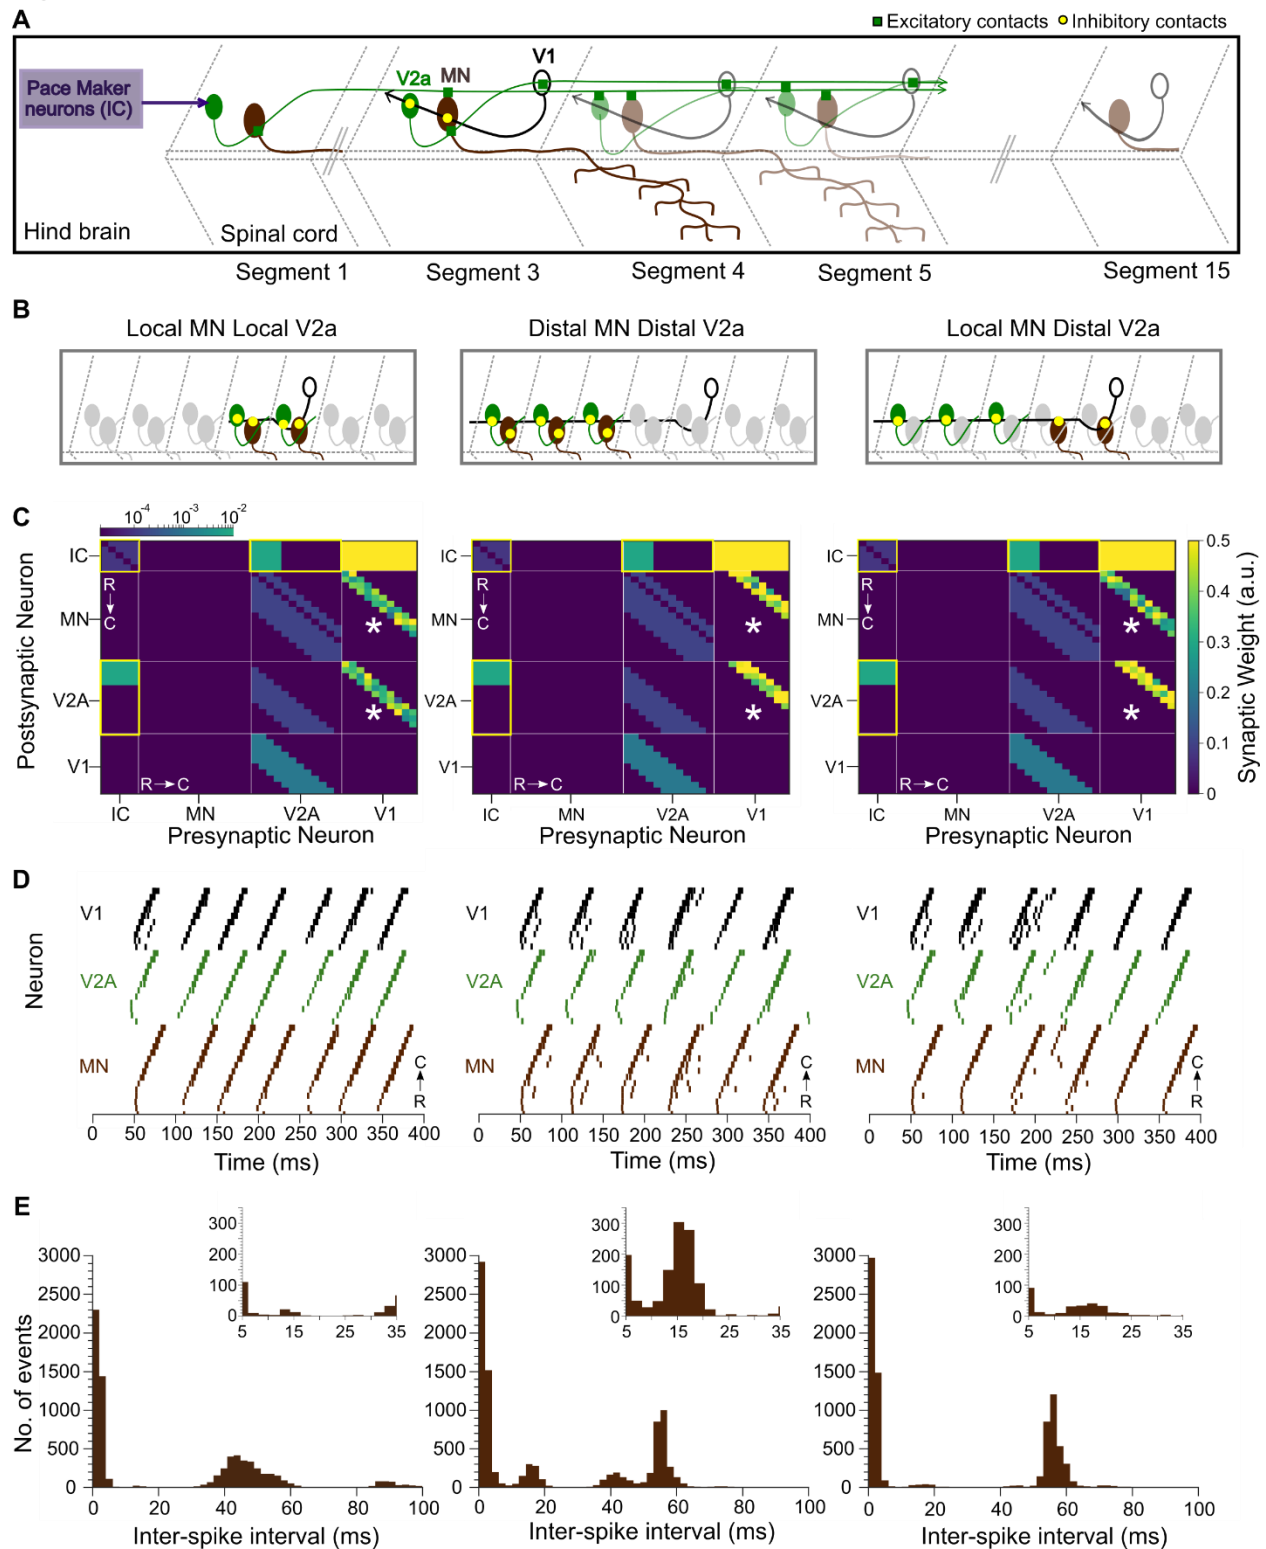 A
Excitatory contacts Inhibitory contacts
Pace Maker
neurons (IC)
V2a
MN
V1
Hind brain
Spinal cord
Segment 1
Segment 3
Segment 4
Segment 5
Segment 15
B
Local MN Local V2a
Distal MN Distal V2a
Local MN Distal V2a
C
10-4 10-3 10-2
Postsynaptic Neuron
IC
MN
V2A
V1
R
C
*
*
R C
IC MN V2A V1
Presynaptic Neuron
IC
MN
V2A
V1
R
C
*
*
R C
IC MN V2A V1
Presynaptic Neuron
IC
MN
V2A
V1
R
C
*
*
R C
IC MN V2A V1
Presynaptic Neuron
0.5
0.4
0.3
0.2
0.1
0
Synaptic Weight (a.u.)
D
Neuron
V1
V2A
MN
C
R
0 50 100 150 200 250 300 350 400
Time (ms)
V1
V2A
MN
C
R
0 50 100 150 200 250 300 350 400
Time (ms)
V1
V2A
MN
C
R
0 50 100 150 200 250 300 350 400
Time (ms)
E
No. of events
3000
2500
2000
1500
1000
500
0
0 20 40 60 80 100
Inter-spike interval (ms)
300
200
100
0
5 15 25 35
3000
2500
2000
1500
1000
500
0
0 20 40 60 80 100
Inter-spike interval (ms)
300
200
100
0
5 15 25 35
3000
2500
2000
1500
1000
500
0
0 20 40 60 80 100
Inter-spike interval (ms)
300
200
100
0
5 15 25 35